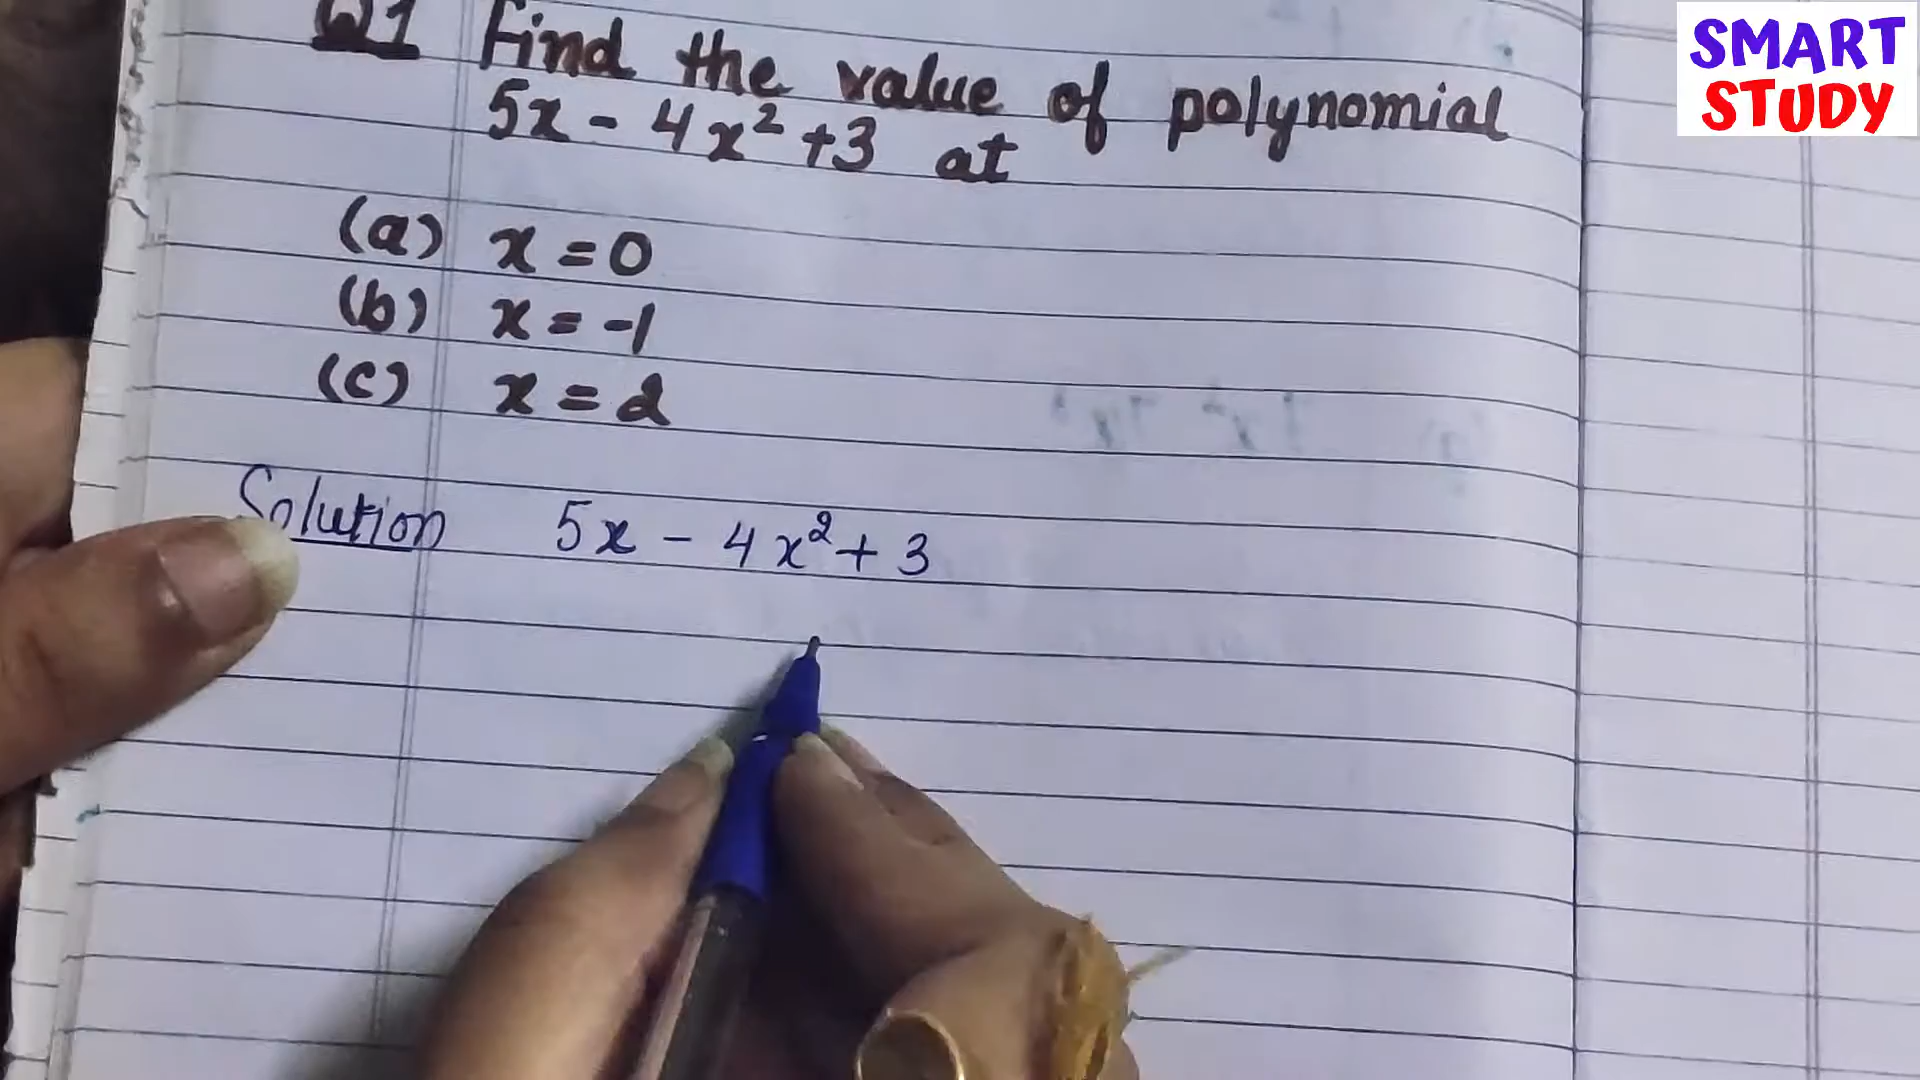 Q1 Find the value of polynomial
5x - 4x² + 3 at
(a) x = 0
(b) x = -1
(c) x = 2
Solution 5x - 4x² + 3
SMART
STUDY